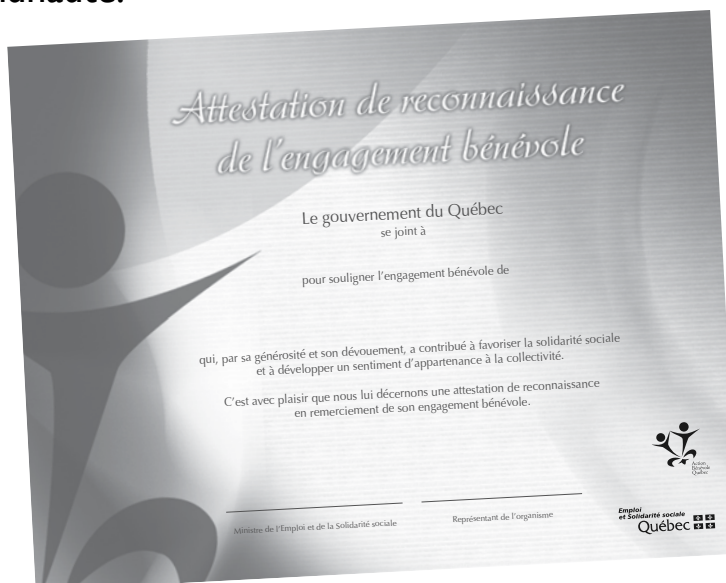 Attestation de reconnaissance
de l'engagement bénévole
Le gouvernement du Québec
se joint à
pour souligner l'engagement bénévole de
qui, par sa générosité et son dévouement, a contribué à favoriser la solidarité sociale
et à développer un sentiment d'appartenance à la collectivité.
C'est avec plaisir que nous lui décernons une attestation de reconnaissance
en remerciement de son engagement bénévole.
Action
Bénévole
Québec
Ministre de l'Emploi et de la Solidarité sociale
Représentant de l'organisme
Emploi
et Solidarité sociale
Québec